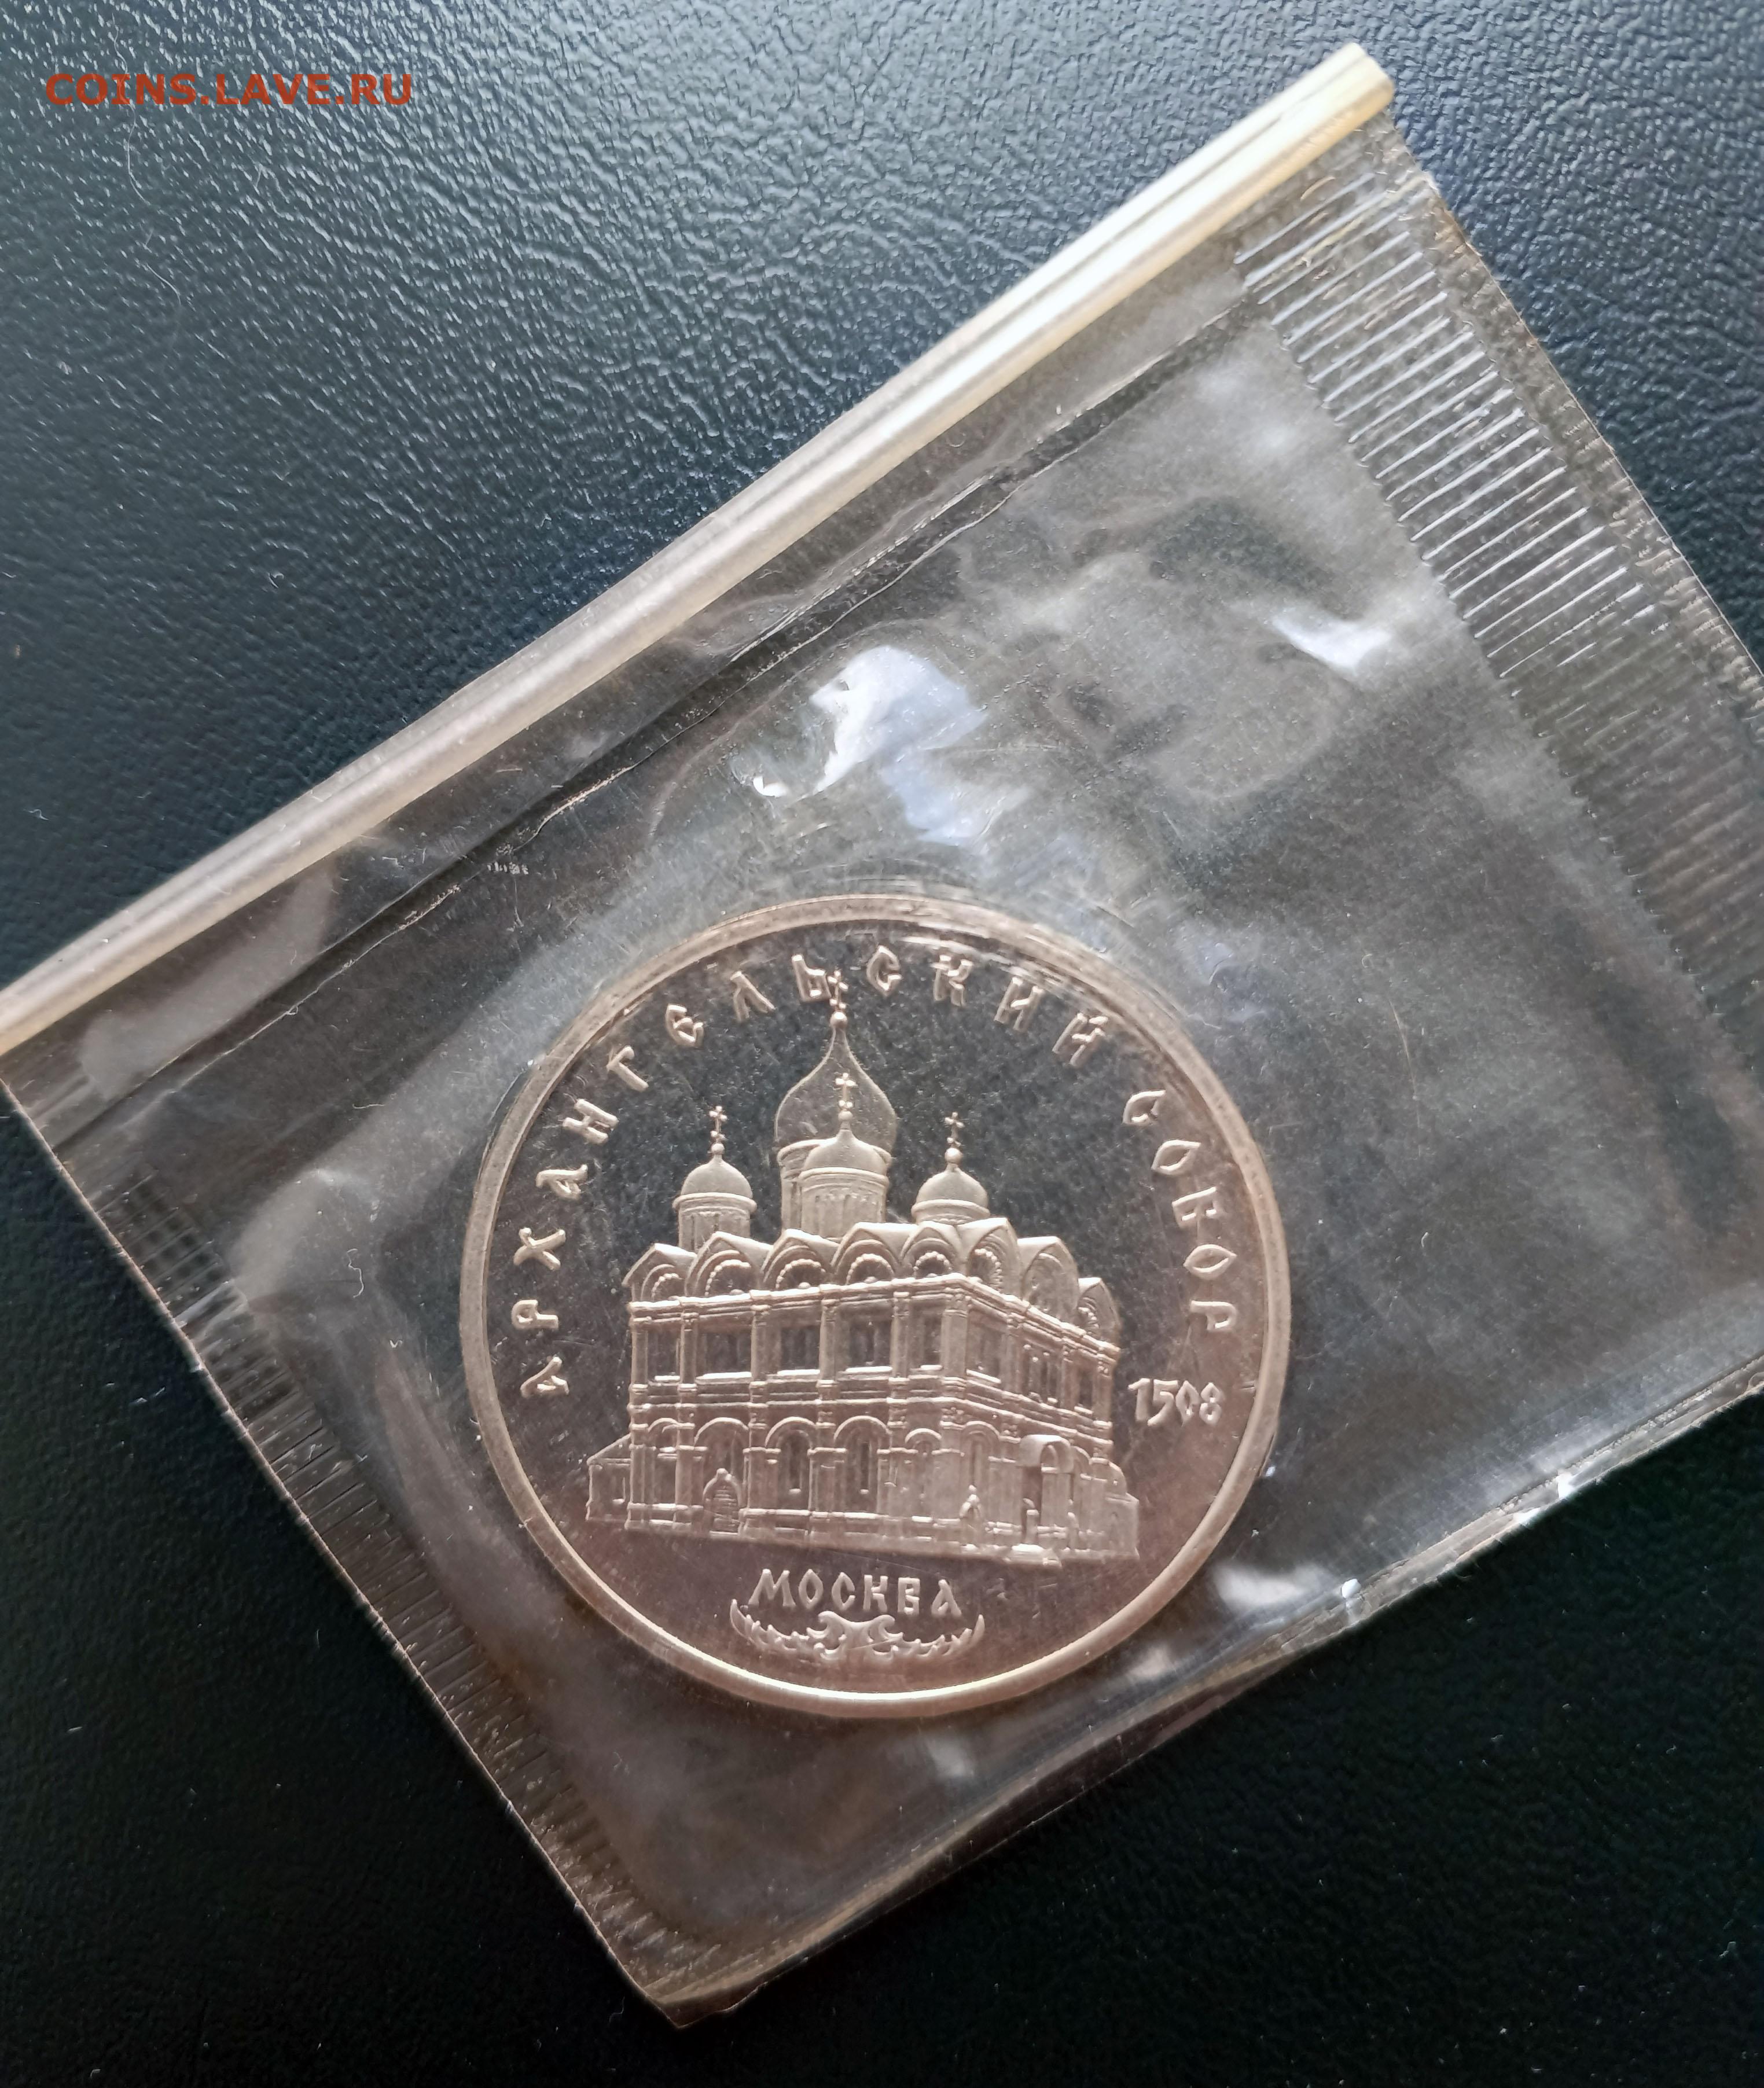 COINS.LAVE.RU
АРХАНГЕЛЬСКИЙ СОБОР
1508
МОСКВА